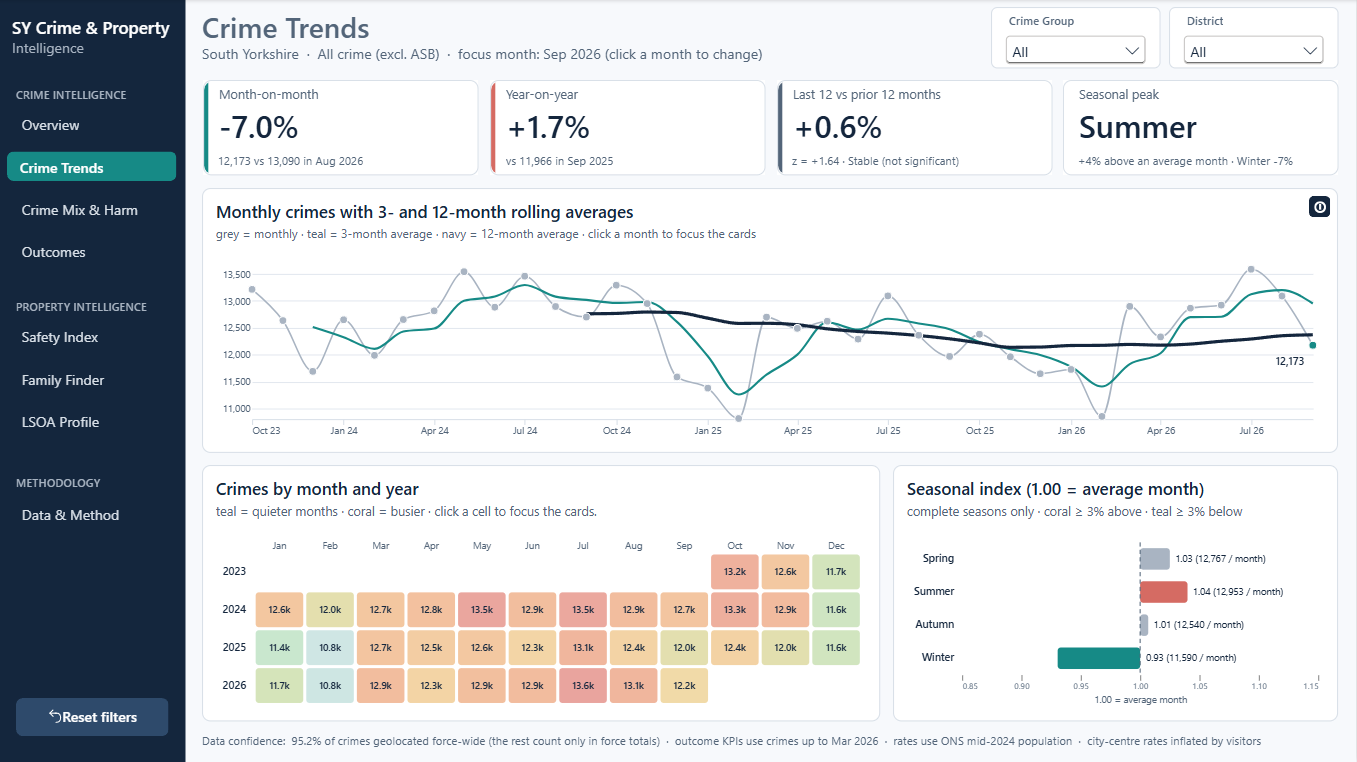 SY Crime & Property
Intelligence
CRIME INTELLIGENCE
Overview
Crime Trends
Crime Mix & Harm
Outcomes
PROPERTY INTELLIGENCE
Safety Index
Family Finder
LSOA Profile
METHODOLOGY
Data & Method
Reset filters
Crime Trends
South Yorkshire · All crime (excl. ASB) · focus month: Sep 2026 (click a month to change)
Crime Group
All
District
All
Month-on-month
-7.0%
12,173 vs 13,090 in Aug 2026
Year-on-year
+1.7%
vs 11,966 in Sep 2025
Last 12 vs prior 12 months
+0.6%
z = +1.64 · Stable (not significant)
Seasonal peak
Summer
+4% above an average month · Winter -7%
Monthly crimes with 3- and 12-month rolling averages
grey = monthly · teal = 3-month average · navy = 12-month average · click a month to focus the cards
13,500
13,000
12,500
12,000
11,500
11,000
12,173
Oct 23 Jan 24 Apr 24 Jul 24 Oct 24 Jan 25 Apr 25 Jul 25 Oct 25 Jan 26 Apr 26 Jul 26
Crimes by month and year
teal = quieter months · coral = busier · click a cell to focus the cards.
Jan Feb Mar Apr May Jun Jul Aug Sep Oct Nov Dec
2023 13.2k 12.6k 11.7k
2024 12.6k 12.0k 12.7k 12.8k 13.5k 12.9k 13.5k 12.9k 12.7k 13.3k 12.9k 11.6k
2025 11.4k 10.8k 12.7k 12.5k 12.6k 12.3k 13.1k 12.4k 12.0k 12.4k 12.0k 11.6k
2026 11.7k 10.8k 12.9k 12.3k 12.9k 12.9k 13.6k 13.1k 12.2k
Seasonal index (1.00 = average month)
complete seasons only · coral ≥ 3% above · teal ≥ 3% below
Spring 1.03 (12,767 / month)
Summer 1.04 (12,953 / month)
Autumn 1.01 (12,540 / month)
Winter 0.93 (11,590 / month)
0.85 0.90 0.95 1.00 1.05 1.10 1.15
1.00 = average month
Data confidence: 95.2% of crimes geolocated force-wide (the rest count only in force totals) · outcome KPIs use crimes up to Mar 2026 · rates use ONS mid-2024 population · city-centre rates inflated by visitors